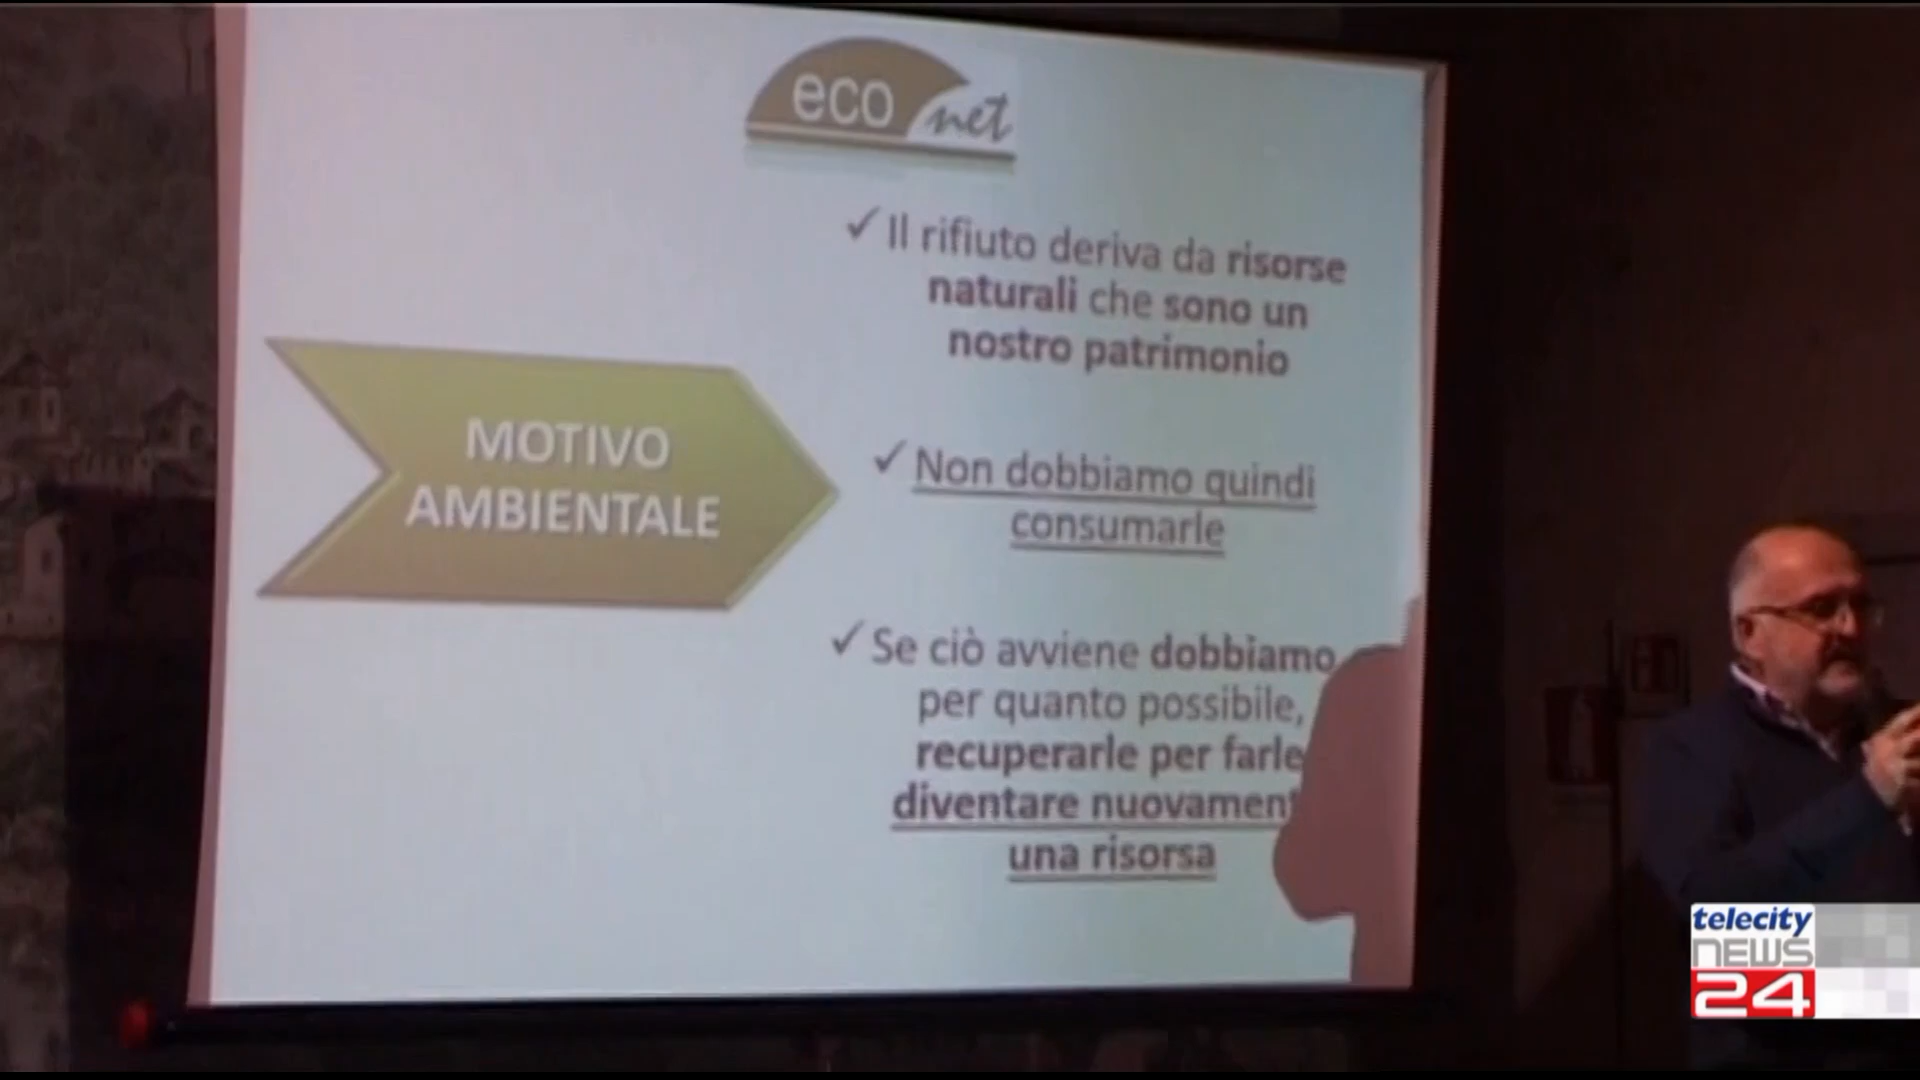 eco net
✓ Il rifiuto deriva da risorse
naturali che sono un
nostro patrimonio
MOTIVO
AMBIENTALE
✓ Non dobbiamo quindi
consumarle
✓ Se ciò avviene dobbiamo
per quanto possibile,
recuperarle per farle
diventare nuovament
una risorsa
telecity
NEWS
24